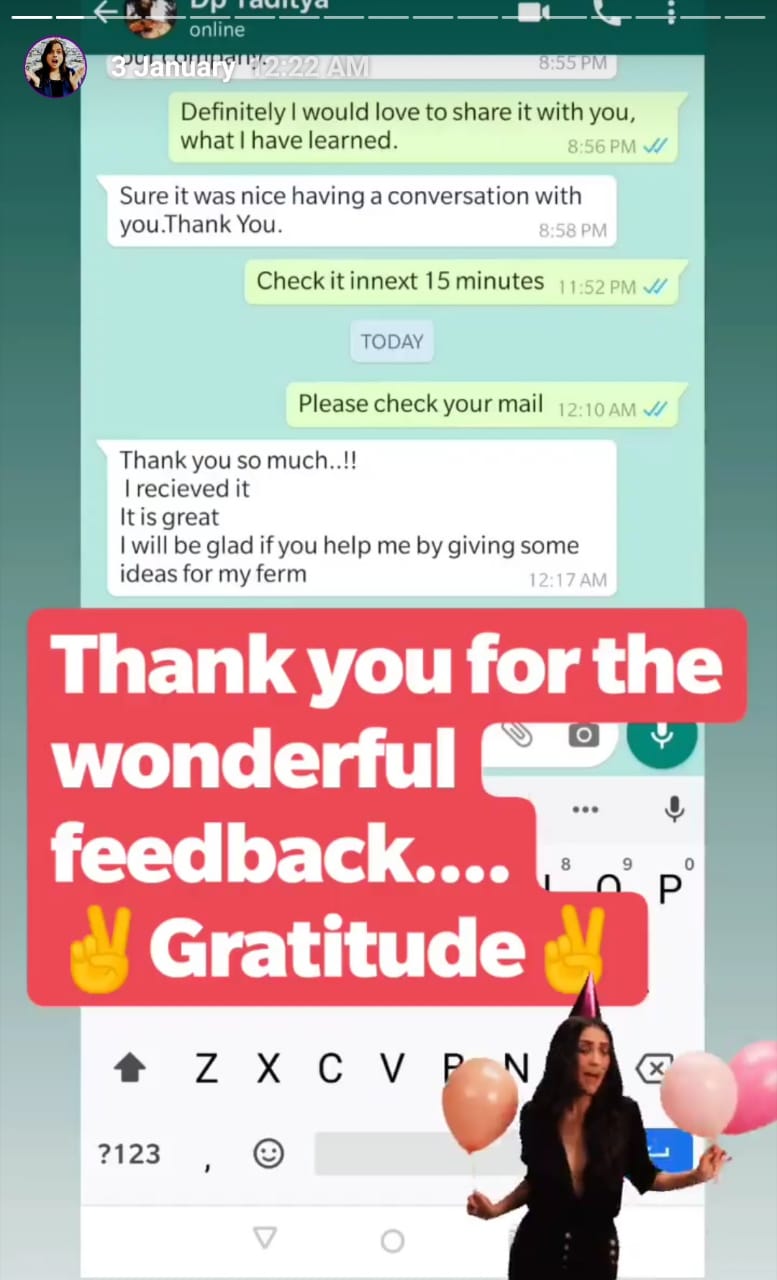 Dp Taditya
online
3 January 12:22 AM
our company.
8:55 PM
Definitely I would love to share it with you,
what I have learned.
8:56 PM
Sure it was nice having a conversation with
you.Thank You.
8:58 PM
Check it innext 15 minutes 11:52 PM
TODAY
Please check your mail 12:10 AM
Thank you so much..!!
I recieved it
It is great
I will be glad if you help me by giving some
ideas for my ferm
12:17 AM
Thank you for the
wonderful
feedback....
✌Gratitude✌
8 9 0
O P
Z X C V B N
?123 ,